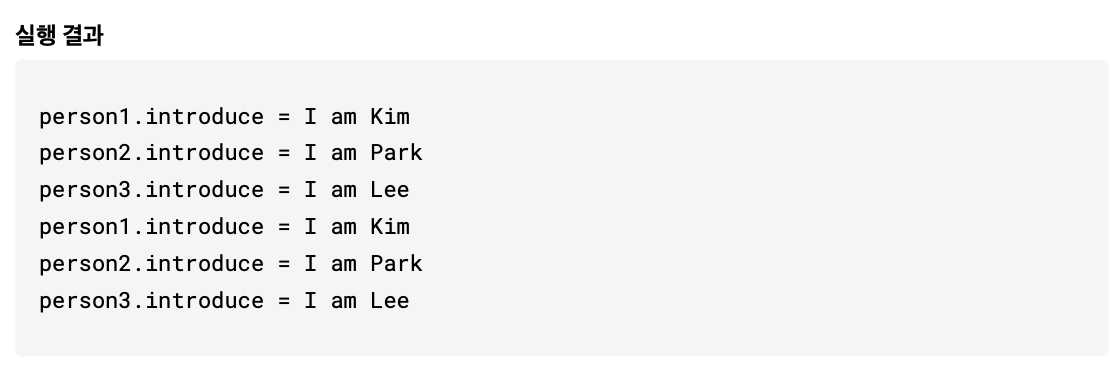 실행 결과
person1.introduce = I am Kim
person2.introduce = I am Park
person3.introduce = I am Lee
person1.introduce = I am Kim
person2.introduce = I am Park
person3.introduce = I am Lee